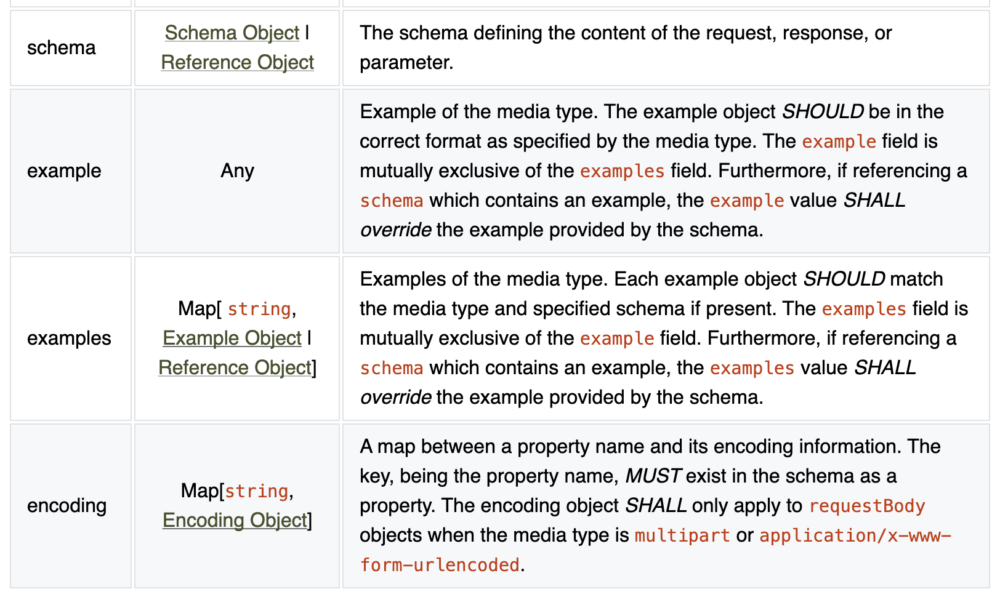 schema
Schema Object |
Reference Object
The schema defining the content of the request, response, or
parameter.
example
Any
Example of the media type. The example object SHOULD be in the
correct format as specified by the media type. The example field is
mutually exclusive of the examples field. Furthermore, if referencing a
schema which contains an example, the example value SHALL
override the example provided by the schema.
examples
Map[ string,
Example Object |
Reference Object]
Examples of the media type. Each example object SHOULD match
the media type and specified schema if present. The examples field is
mutually exclusive of the example field. Furthermore, if referencing a
schema which contains an example, the examples value SHALL
override the example provided by the schema.
encoding
Map[string,
Encoding Object]
A map between a property name and its encoding information. The
key, being the property name, MUST exist in the schema as a
property. The encoding object SHALL only apply to requestBody
objects when the media type is multipart or application/x-www-
form-urlencoded.